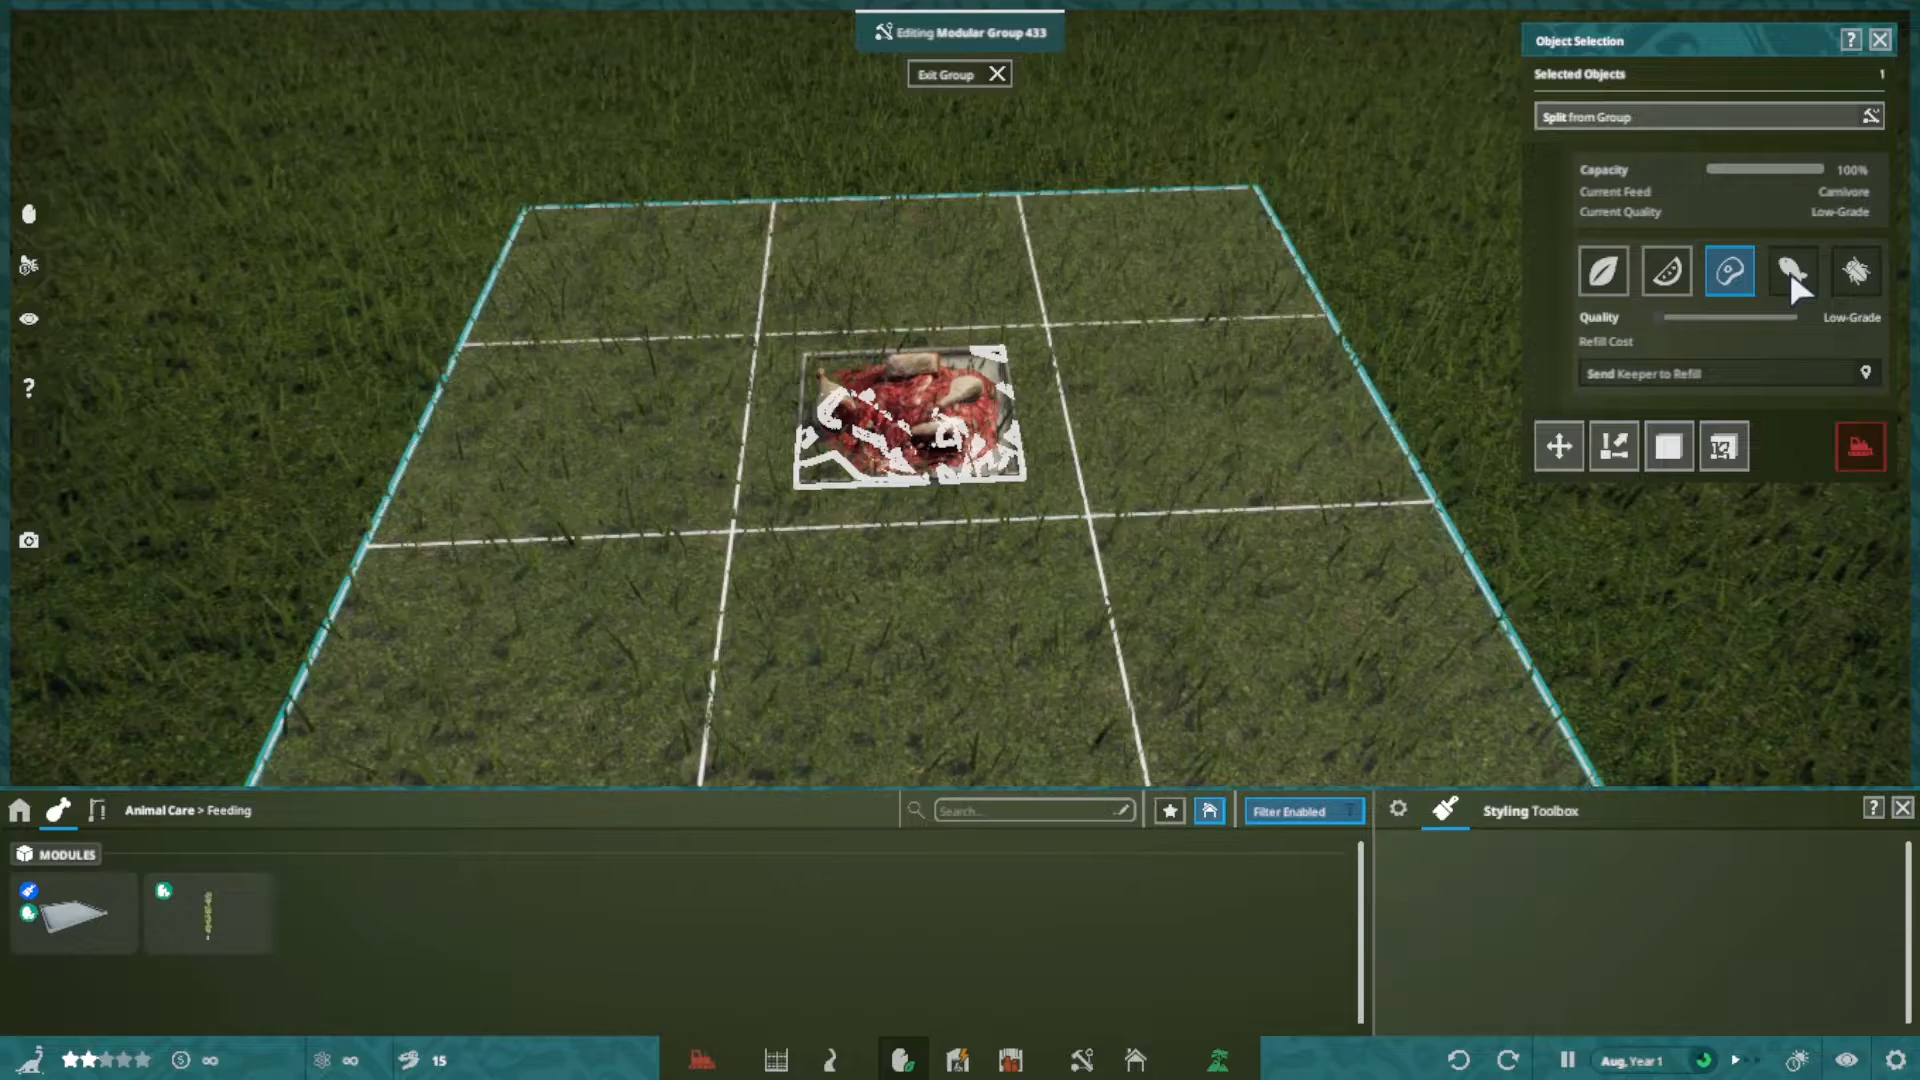 Editing Modular Group 433
Exit Group
Object Selection
?
Selected Objects
1
Split from Group
Capacity
100%
Current Feed
Carnivore
Current Quality
Low-Grade
Quality
Low-Grade
Refill Cost
Send Keeper to Refill
?
Animal Care > Feeding
Search...
Filter Enabled
Styling Toolbox
?
MODULES
∞
∞
15
Aug, Year 1